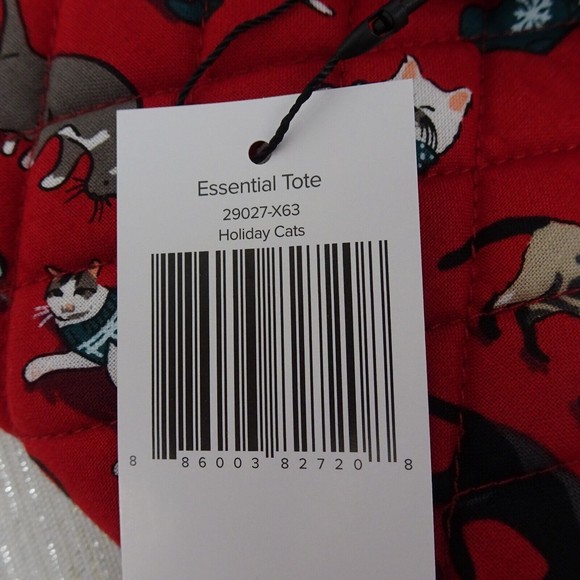 Essential Tote
29027-X63
Holiday Cats
8 86003 82720 8